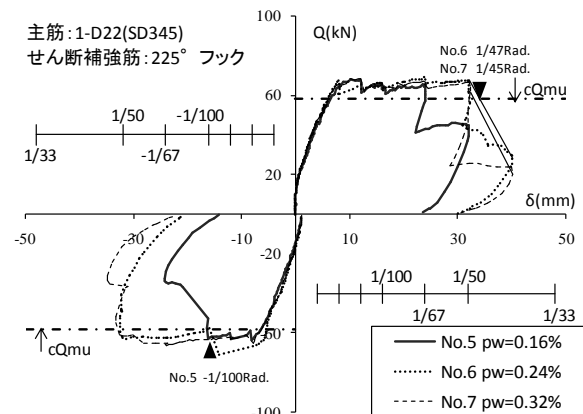 主筋:1-D22(SD345)
せん断補強筋:225° フック
100
Q(kN)
No.6 1/47Rad.
No.7 1/45Rad.
cQmu
1/50
-1/100
1/33
-1/67
60
20
δ(mm)
-50
-30
-10
10
30
50
-20
-60
-100
cQmu
No.5 -1/100Rad.
1/100
1/50
1/67
1/33
No.5 pw=0.16%
No.6 pw=0.24%
No.7 pw=0.32%